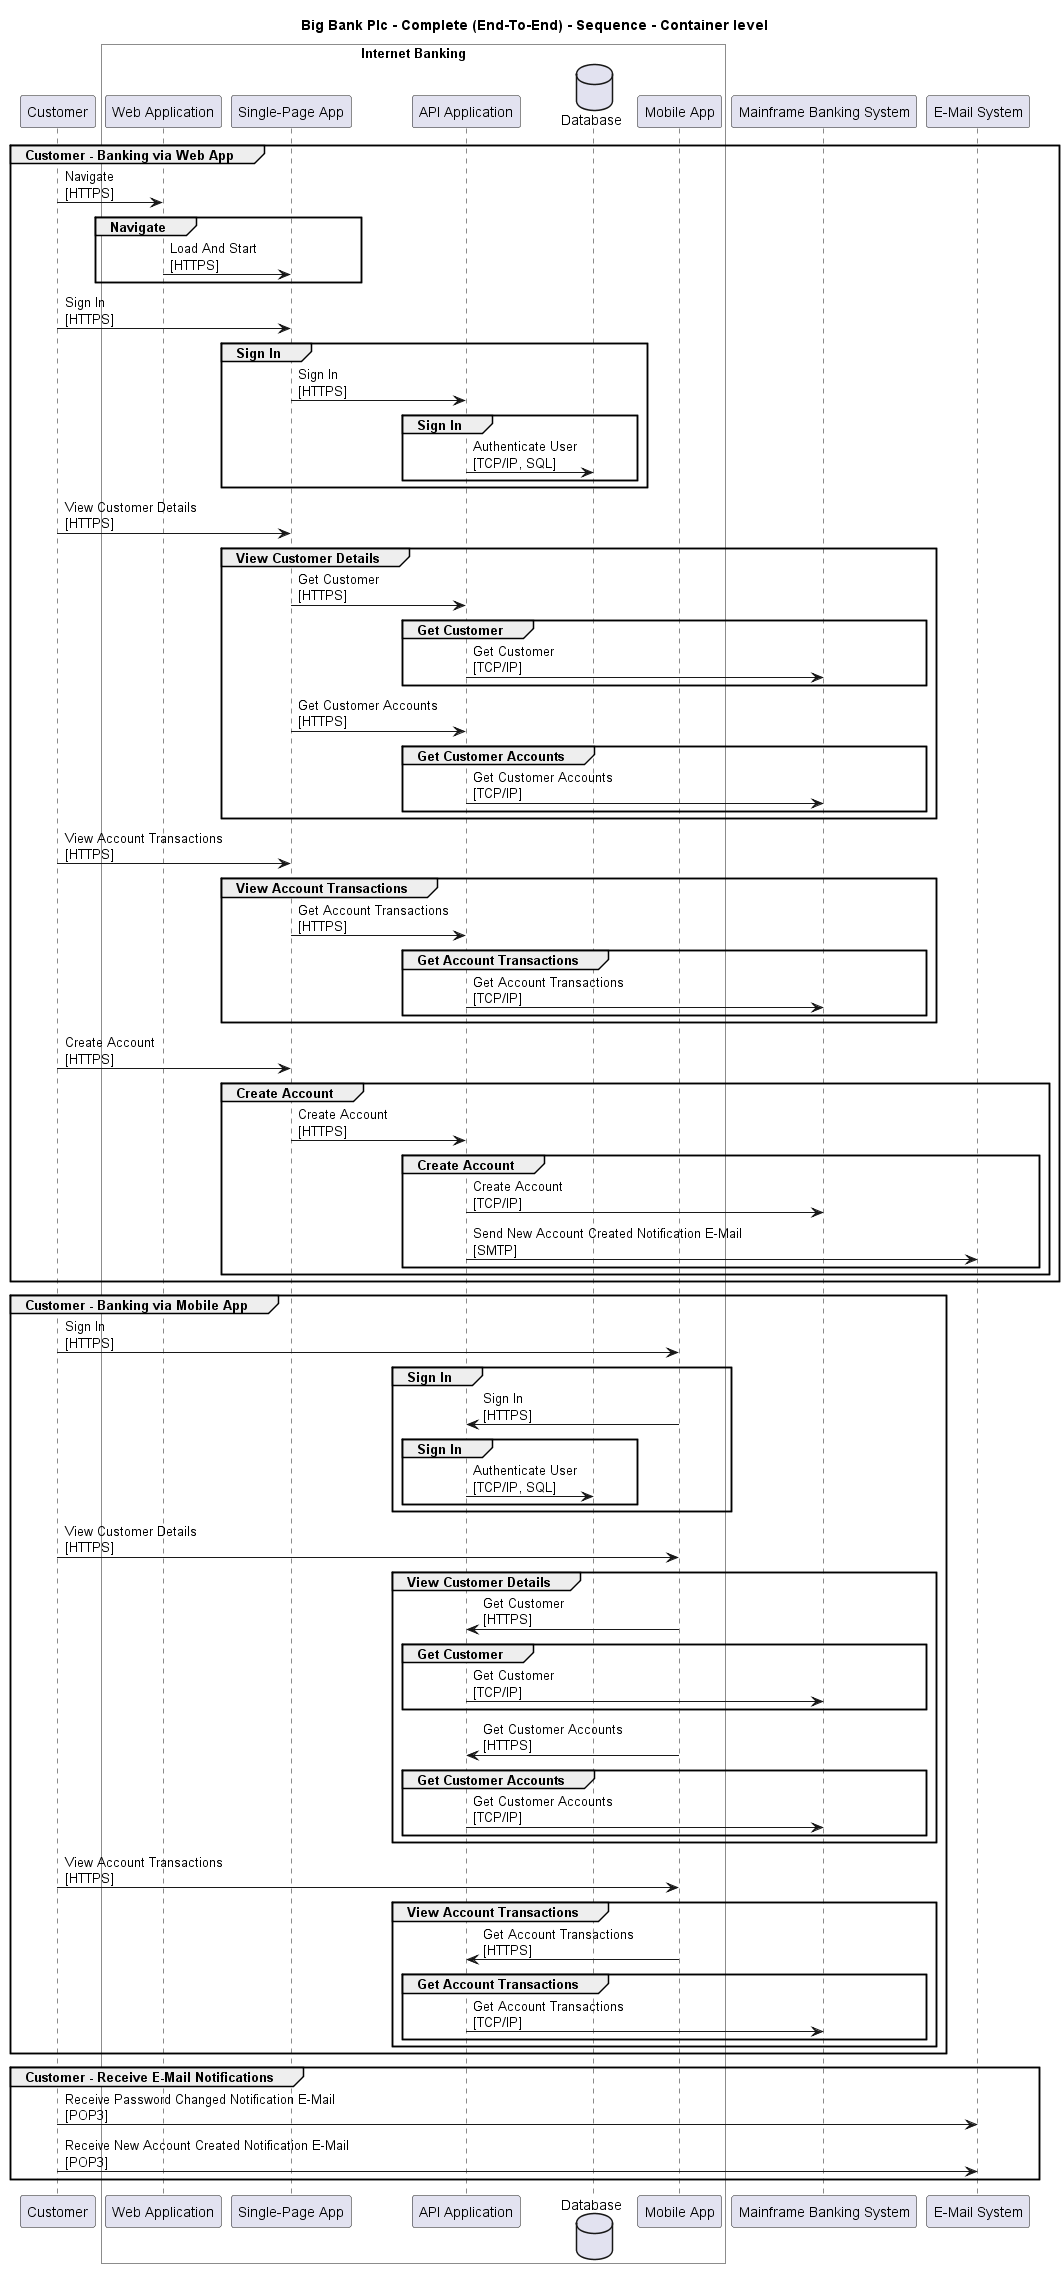 Big Bank Plc - Complete (End-To-End) - Sequence - Container level
Internet Banking
Customer
Web Application
Single-Page App
API Application
Database
Mobile App
Mainframe Banking System
E-Mail System
Customer - Banking via Web App
Navigate
[HTTPS]
Navigate
Load And Start
[HTTPS]
Sign In
[HTTPS]
Sign In
Sign In
[HTTPS]
Sign In
Authenticate User
[TCP/IP, SQL]
View Customer Details
[HTTPS]
View Customer Details
Get Customer
[HTTPS]
Get Customer
Get Customer
[TCP/IP]
Get Customer Accounts
[HTTPS]
Get Customer Accounts
Get Customer Accounts
[TCP/IP]
View Account Transactions
[HTTPS]
View Account Transactions
Get Account Transactions
[HTTPS]
Get Account Transactions
Get Account Transactions
[TCP/IP]
Create Account
[HTTPS]
Create Account
Create Account
[HTTPS]
Create Account
Create Account
[TCP/IP]
Send New Account Created Notification E-Mail
[SMTP]
Customer - Banking via Mobile App
Sign In
[HTTPS]
Sign In
Sign In
[HTTPS]
Sign In
Authenticate User
[TCP/IP, SQL]
View Customer Details
[HTTPS]
View Customer Details
Get Customer
[HTTPS]
Get Customer
Get Customer
[TCP/IP]
Get Customer Accounts
[HTTPS]
Get Customer Accounts
Get Customer Accounts
[TCP/IP]
View Account Transactions
[HTTPS]
View Account Transactions
Get Account Transactions
[HTTPS]
Get Account Transactions
Get Account Transactions
[TCP/IP]
Customer - Receive E-Mail Notifications
Receive Password Changed Notification E-Mail
[POP3]
Receive New Account Created Notification E-Mail
[POP3]
Customer
Web Application
Single-Page App
API Application
Database
Mobile App
Mainframe Banking System
E-Mail System